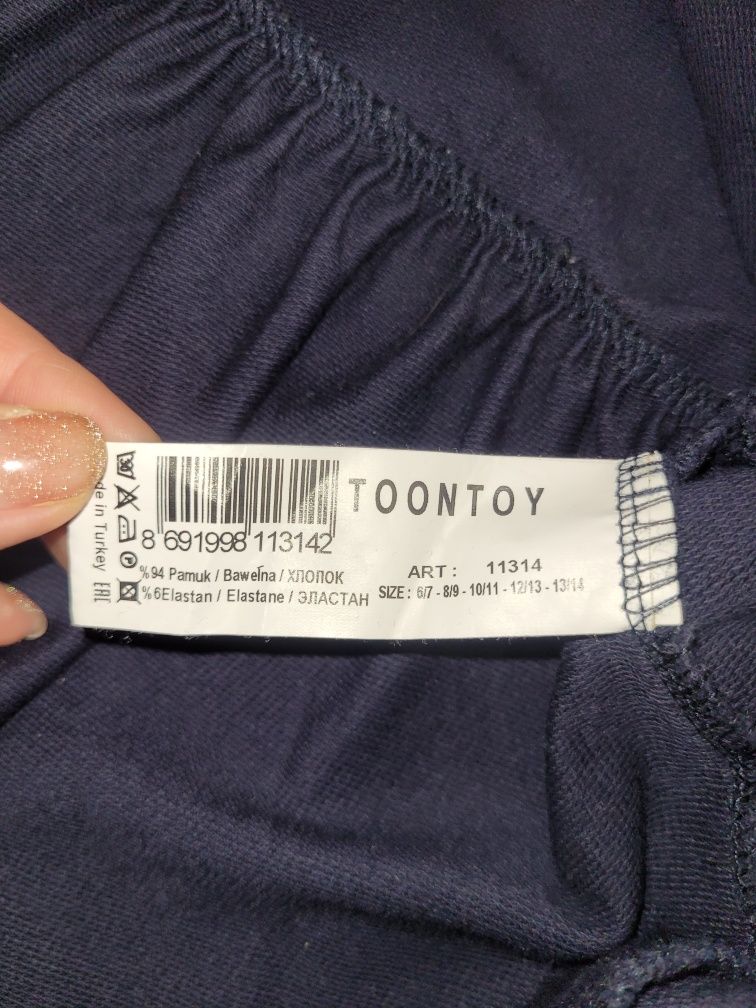 TOONTOY
8 691998 113142
%94 Pamuk / Bawełna / ХЛОПОК
%6Elastan / Elastane / ЭЛАСТАН
ART : 11314
SIZE : 6/7 - 8/9 - 10/11 - 12/13 - 13/14
in Turkey
EAC